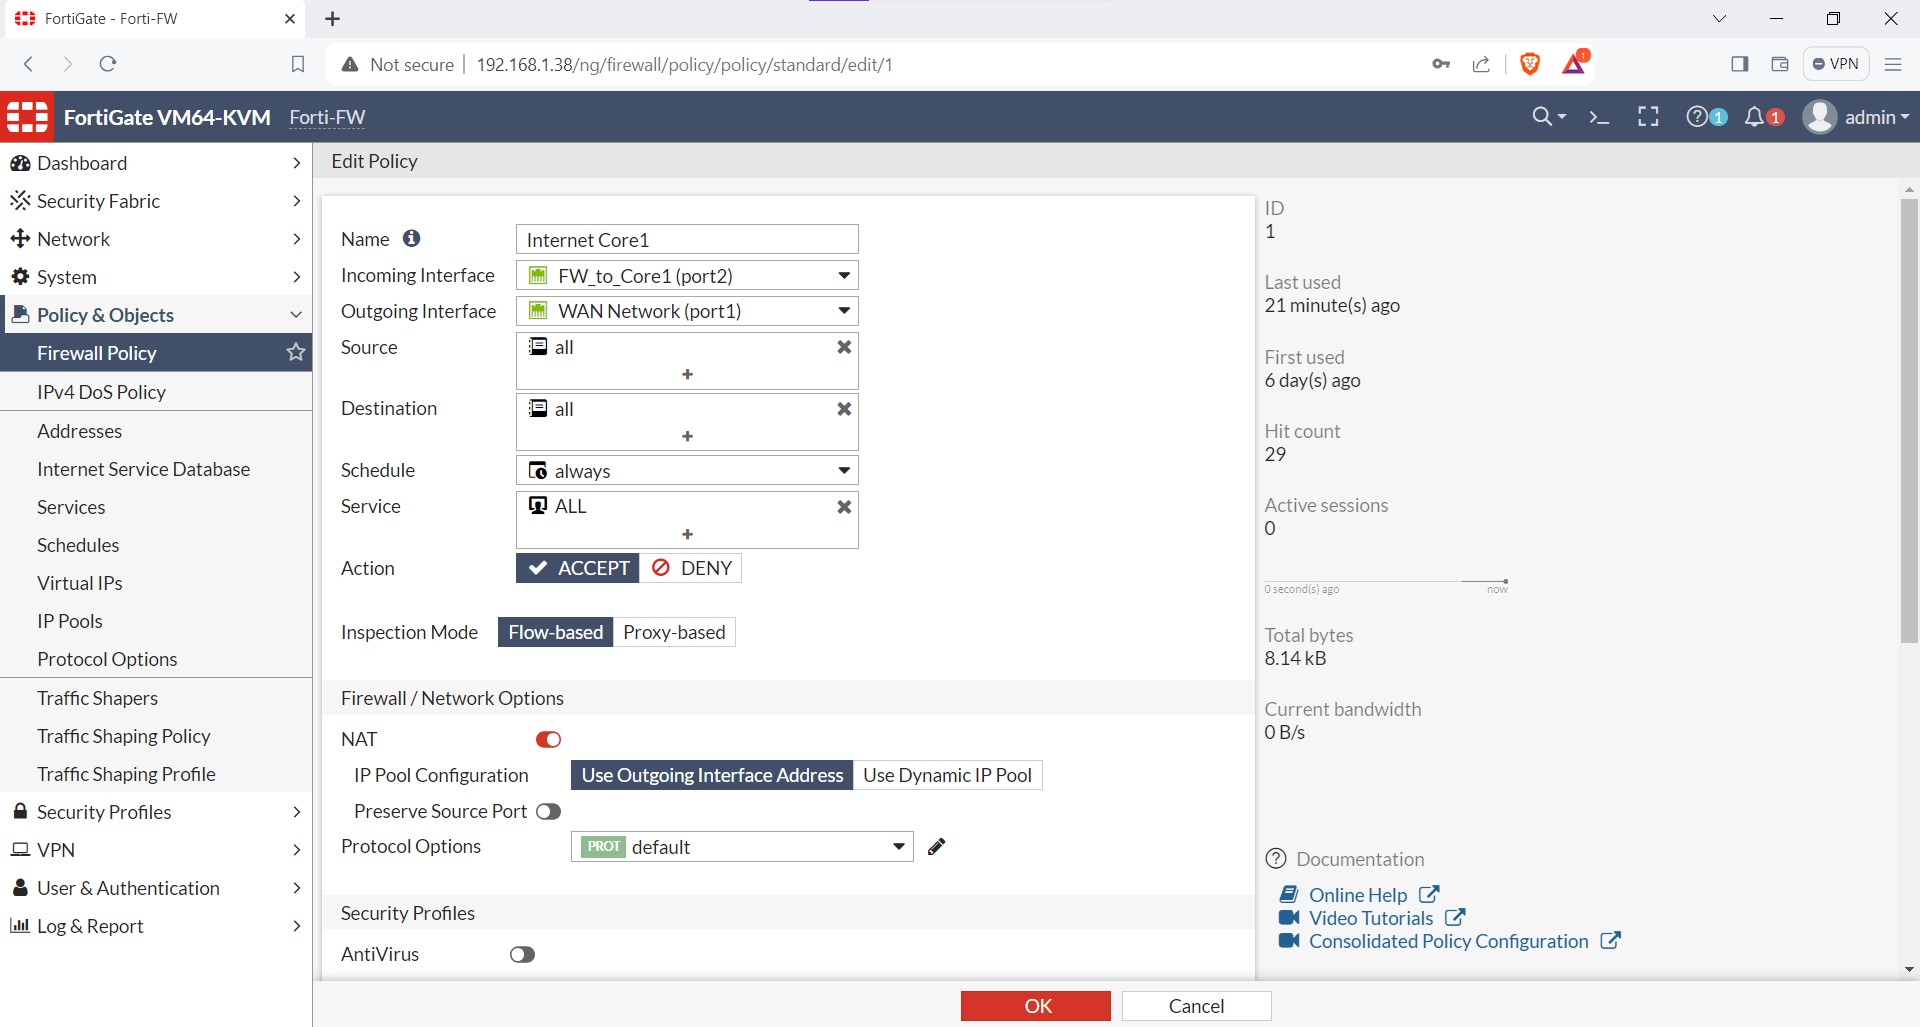 FortiGate - Forti-FW
Not secure 192.168.1.38/ng/firewall/policy/policy/standard/edit/1
1
VPN
FortiGate VM64-KVM Forti-FW
1
1
admin
Dashboard
Security Fabric
Network
System
Policy & Objects
Firewall Policy
IPv4 DoS Policy
Addresses
Internet Service Database
Services
Schedules
Virtual IPs
IP Pools
Protocol Options
Traffic Shapers
Traffic Shaping Policy
Traffic Shaping Profile
Security Profiles
VPN
User & Authentication
Log & Report
Edit Policy
Name Internet Core1
Incoming Interface FW_to_Core1 (port2)
Outgoing Interface WAN Network (port1)
Source all
Destination all
Schedule always
Service ALL
Action ACCEPT DENY
Inspection Mode Flow-based Proxy-based
Firewall / Network Options
NAT
IP Pool Configuration Use Outgoing Interface Address Use Dynamic IP Pool
Preserve Source Port
Protocol Options PROT default
Security Profiles
AntiVirus
ID
1
Last used
21 minute(s) ago
First used
6 day(s) ago
Hit count
29
Active sessions
0
0 second(s) ago now
Total bytes
8.14 kB
Current bandwidth
0 B/s
Documentation
Online Help
Video Tutorials
Consolidated Policy Configuration
OK Cancel